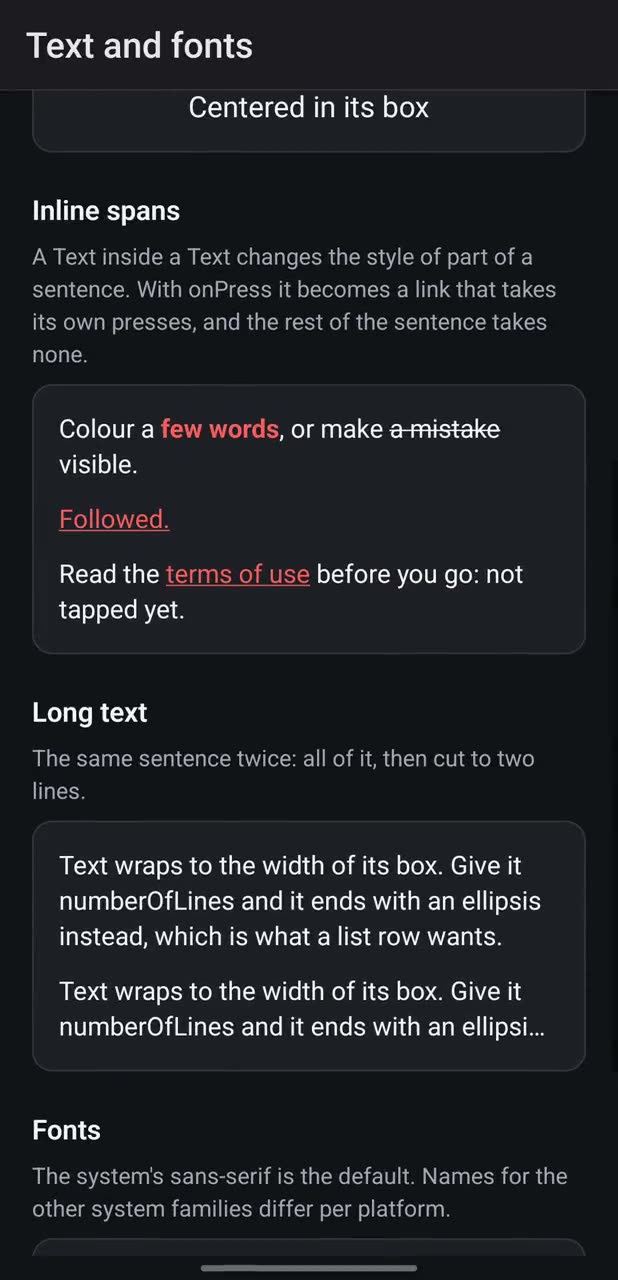 Text and fonts
Centered in its box
Inline spans
A Text inside a Text changes the style of part of a
sentence. With onPress it becomes a link that takes
its own presses, and the rest of the sentence takes
none.
Colour a few words, or make a mistake
visible.
Followed.
Read the terms of use before you go: not
tapped yet.
Long text
The same sentence twice: all of it, then cut to two
lines.
Text wraps to the width of its box. Give it
numberOfLines and it ends with an ellipsis
instead, which is what a list row wants.
Text wraps to the width of its box. Give it
numberOfLines and it ends with an ellipsi…
Fonts
The system's sans-serif is the default. Names for the
other system families differ per platform.